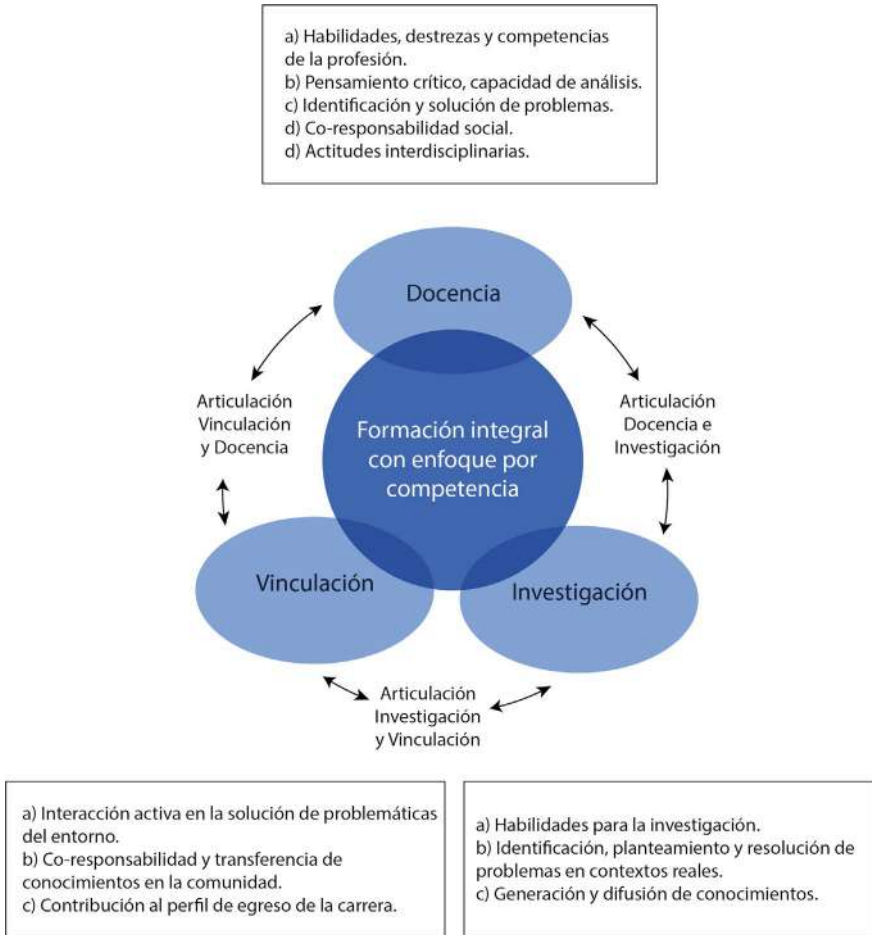 a) Habilidades, destrezas y competencias
de la profesión.
b) Pensamiento crítico, capacidad de análisis.
c) Identificación y solución de problemas.
d) Co-responsabilidad social.
d) Actitudes interdisciplinarias.
Docencia
Articulación
Vinculación
y Docencia
Formación integral
con enfoque por
competencia
Articulación
Docencia e
Investigación
Vinculación
Investigación
Articulación
Investigación
y Vinculación
a) Interacción activa en la solución de problemáticas
del entorno.
b) Co-responsabilidad y transferencia de
conocimientos en la comunidad.
c) Contribución al perfil de egreso de la carrera.
a) Habilidades para la investigación.
b) Identificación, planteamiento y resolución de
problemas en contextos reales.
c) Generación y difusión de conocimientos.